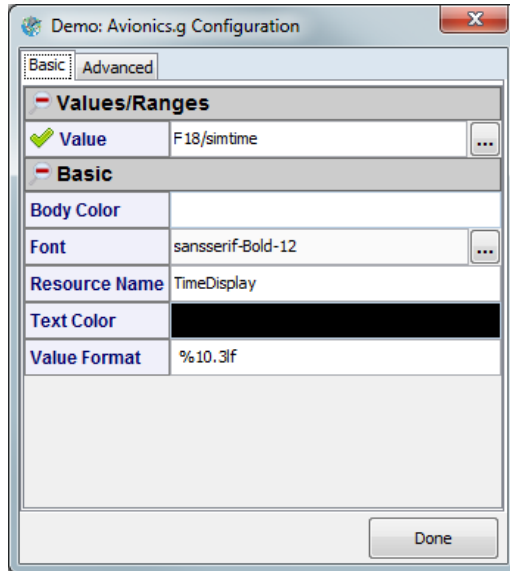 Demo: Avionics.g Configuration
Basic Advanced
Values/Ranges
Value F18/simtime ...
Basic
Body Color
Font sansserif-Bold-12 ...
Resource Name TimeDisplay
Text Color
Value Format %10.3lf
Done